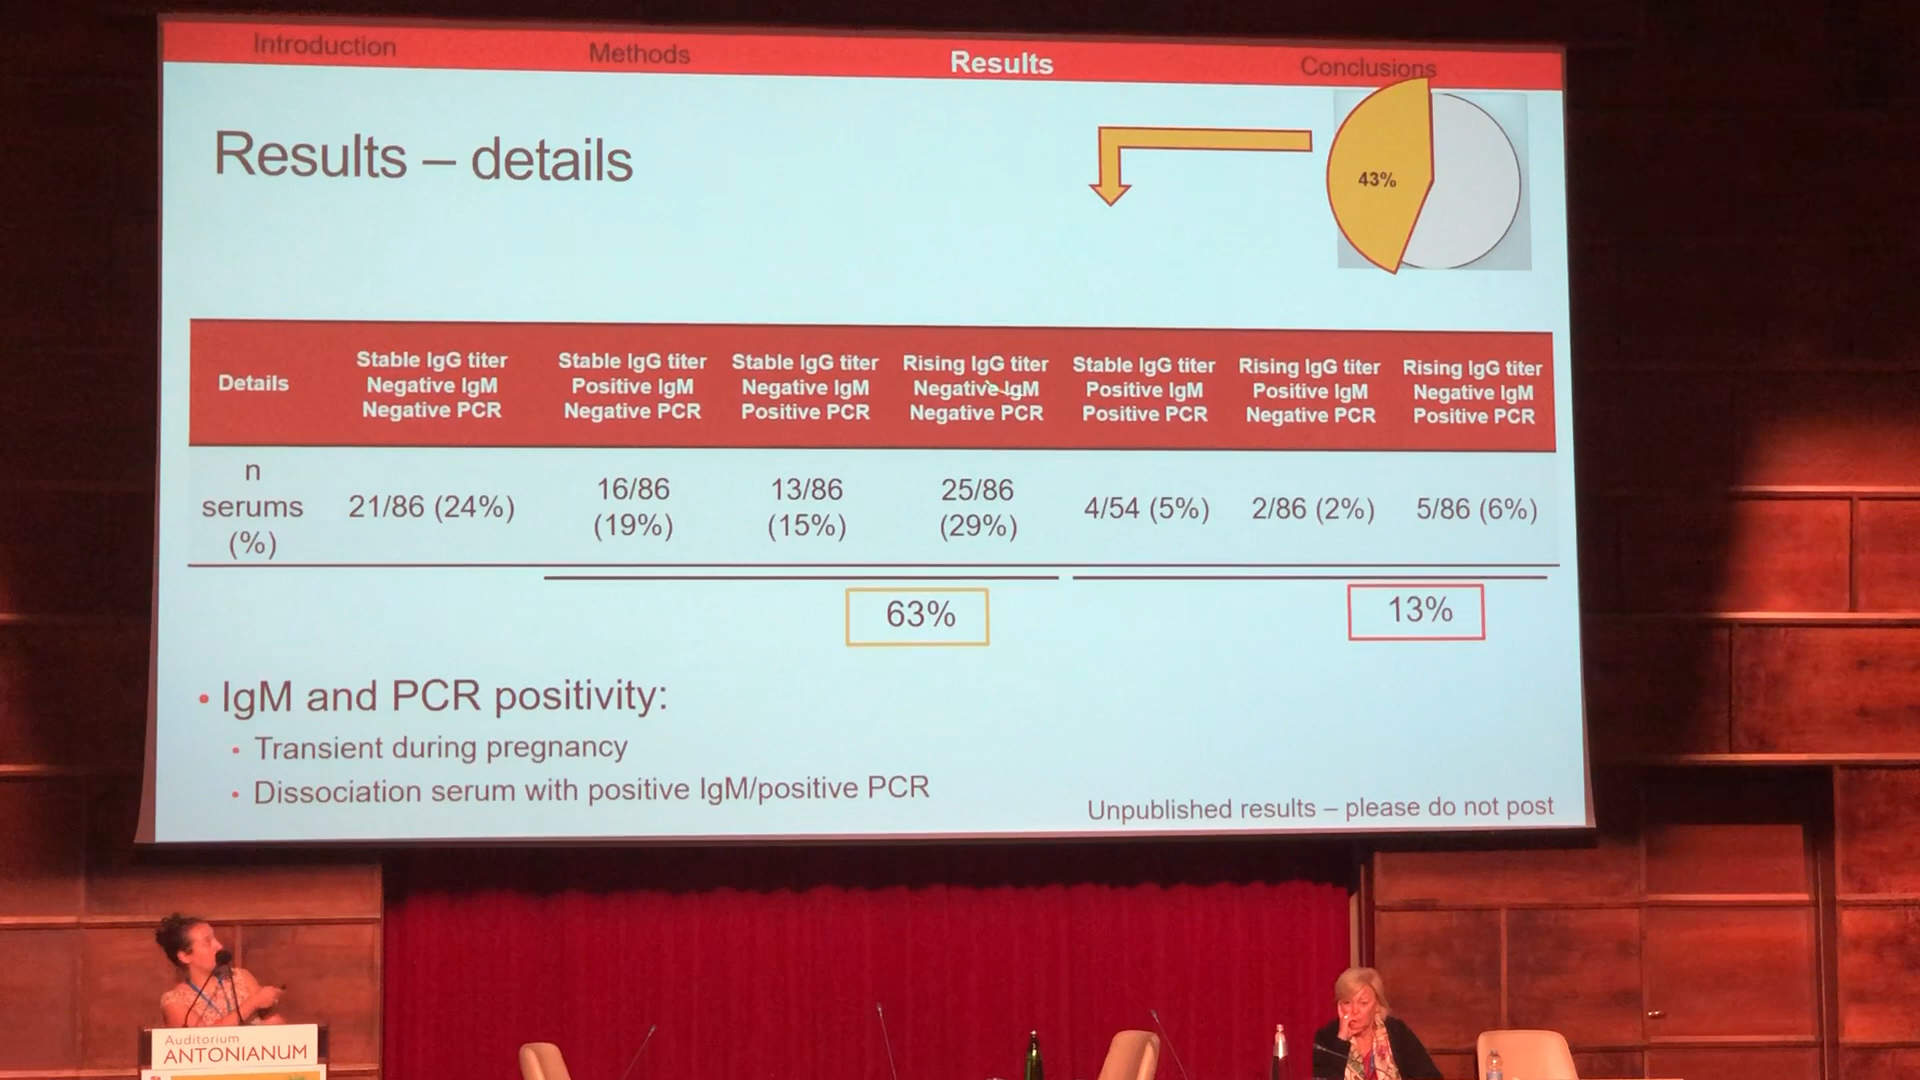 Introduction Methods Results Conclusions
Results – details
43%
Details
Stable IgG titer
Negative IgM
Negative PCR
Stable IgG titer
Positive IgM
Negative PCR
Stable IgG titer
Negative IgM
Positive PCR
Rising IgG titer
Negative IgM
Negative PCR
Stable IgG titer
Positive IgM
Positive PCR
Rising IgG titer
Positive IgM
Negative PCR
Rising IgG titer
Negative IgM
Positive PCR
n
serums
(%)
21/86 (24%)
16/86
(19%)
13/86
(15%)
25/86
(29%)
4/54 (5%)
2/86 (2%)
5/86 (6%)
63%
13%
• IgM and PCR positivity:
• Transient during pregnancy
• Dissociation serum with positive IgM/positive PCR
Unpublished results – please do not post
Auditorium
ANTONIANUM